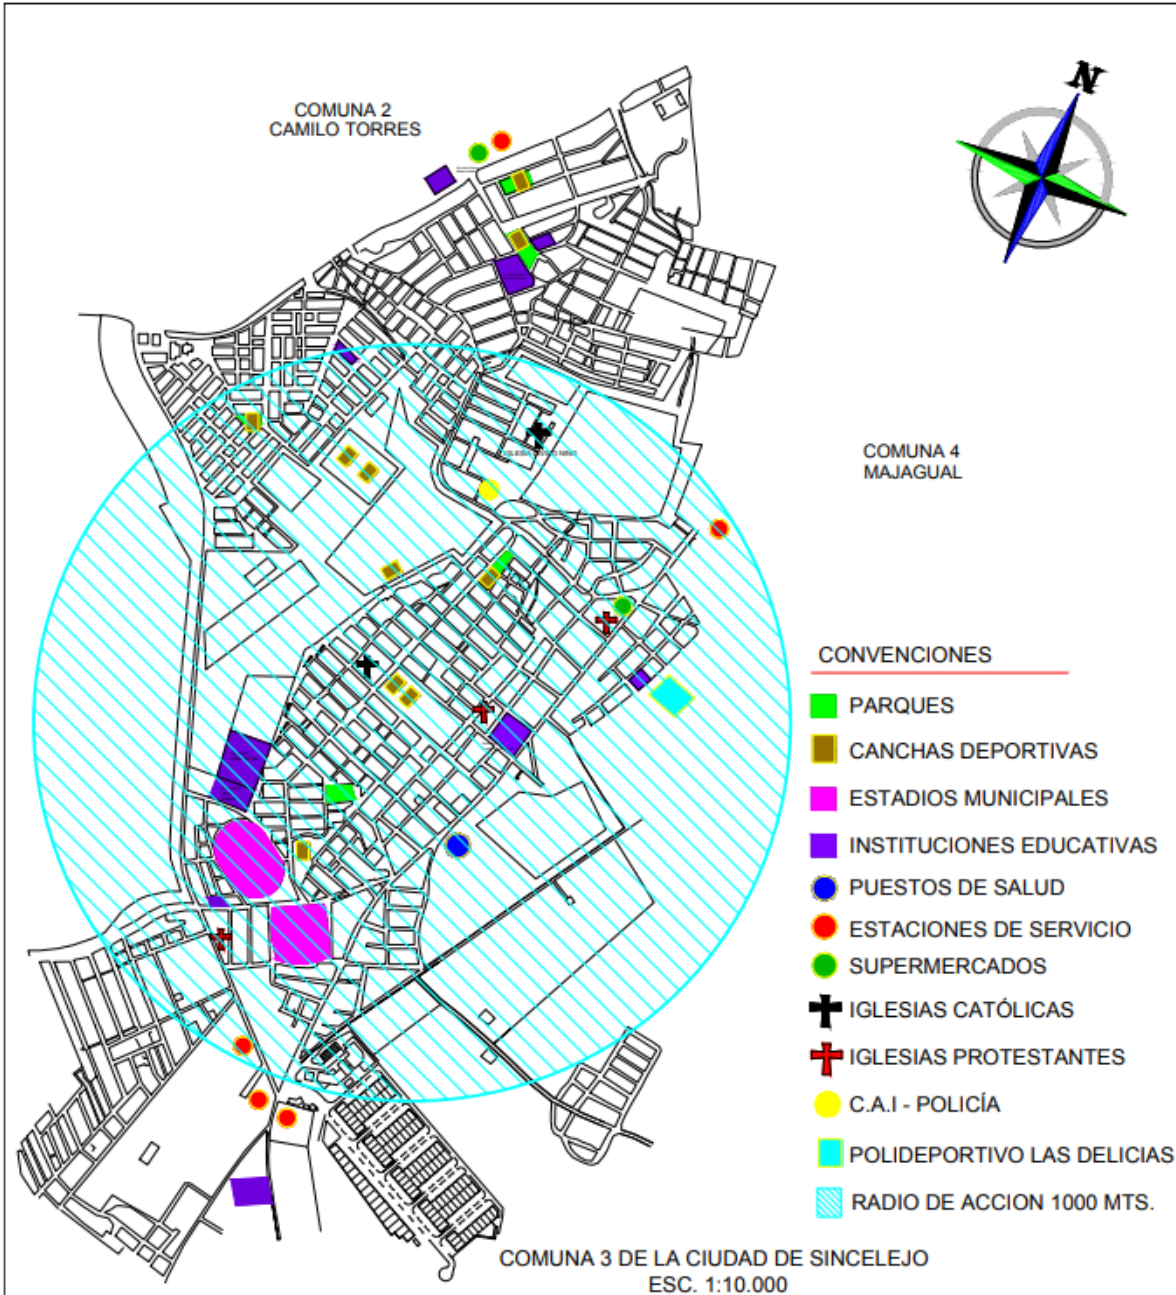 N
COMUNA 2
CAMILO TORRES
COMUNA 4
MAJAGUAL
CONVENCIONES
PARQUES
CANCHAS DEPORTIVAS
ESTADIOS MUNICIPALES
INSTITUCIONES EDUCATIVAS
PUESTOS DE SALUD
ESTACIONES DE SERVICIO
SUPERMERCADOS
IGLESIAS CATÓLICAS
IGLESIAS PROTESTANTES
C.A.I - POLICÍA
POLIDEPORTIVO LAS DELICIAS
RADIO DE ACCION 1000 MTS.
COMUNA 3 DE LA CIUDAD DE SINCELEJO
ESC. 1:10.000